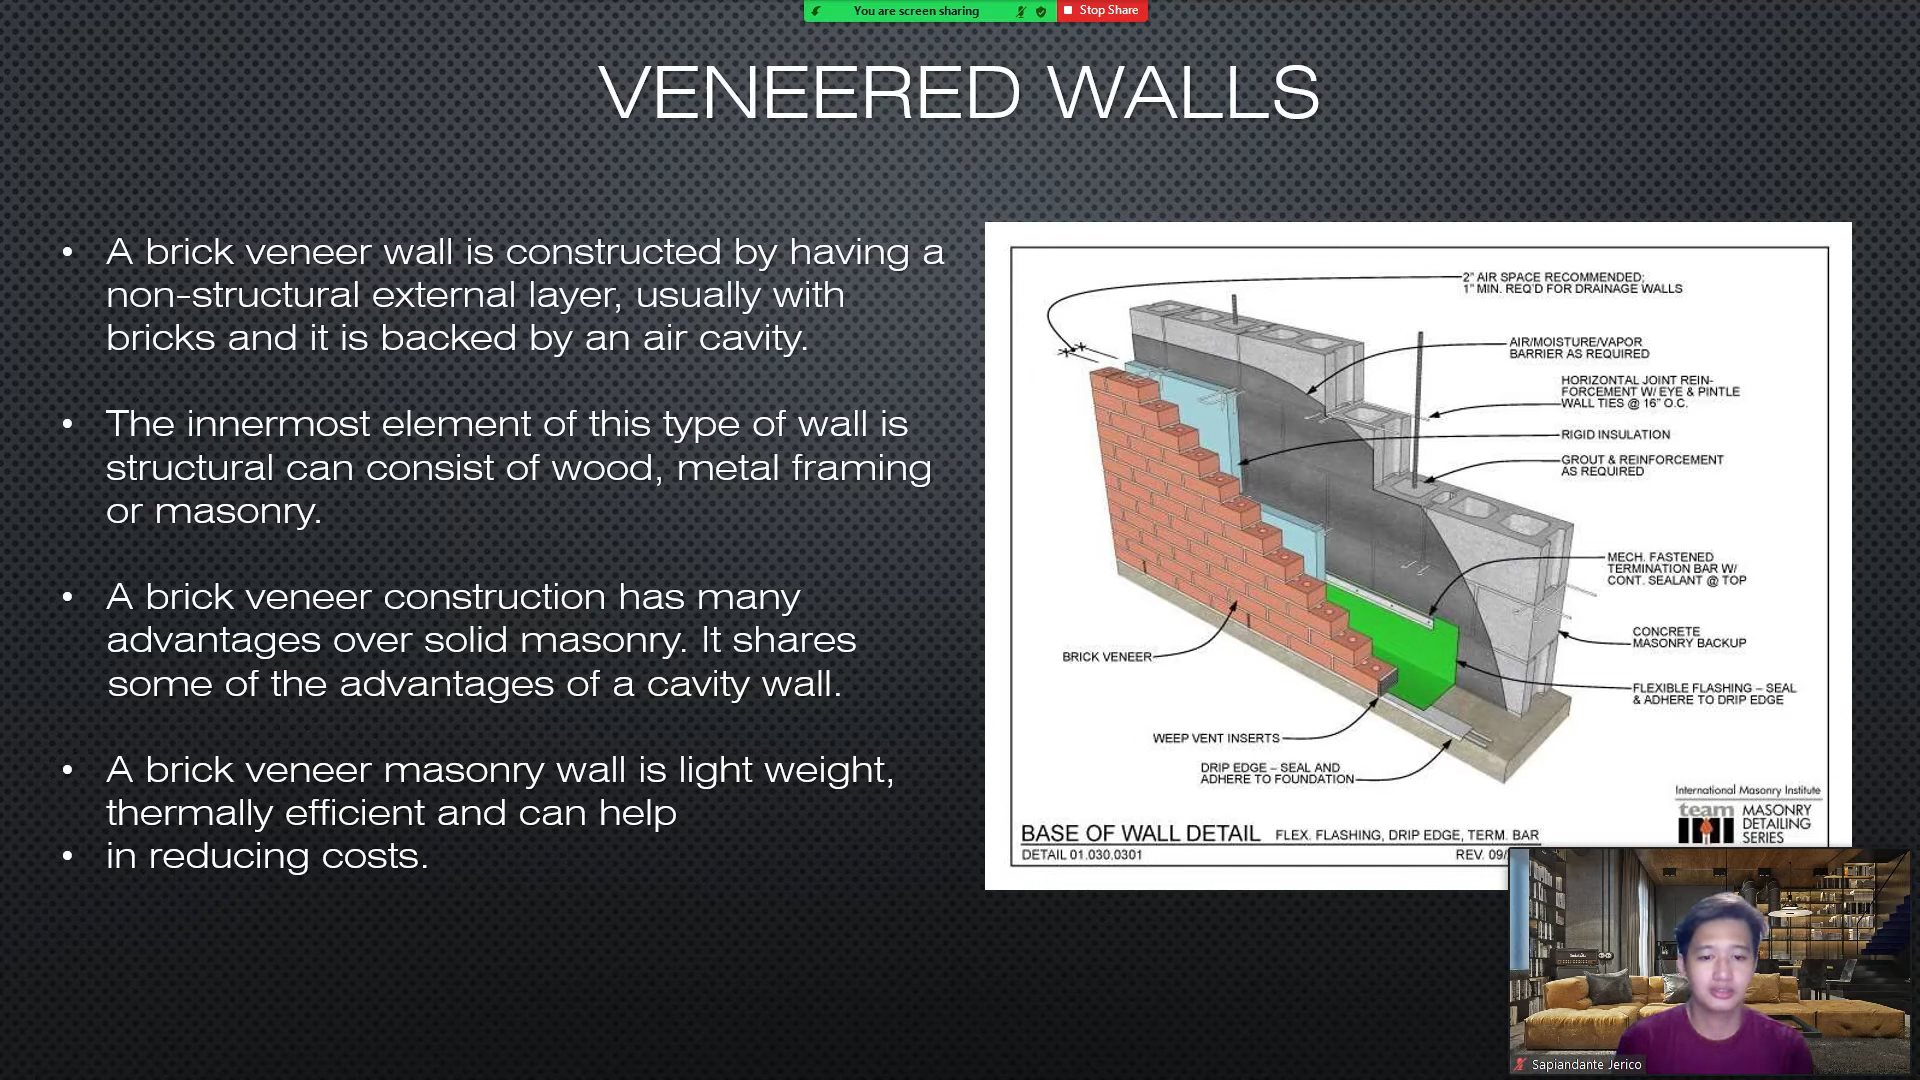 You are screen sharing
Stop Share
VENEERED WALLS
• A brick veneer wall is constructed by having a
non-structural external layer, usually with
bricks and it is backed by an air cavity.
• The innermost element of this type of wall is
structural can consist of wood, metal framing
or masonry.
• A brick veneer construction has many
advantages over solid masonry. It shares
some of the advantages of a cavity wall.
• A brick veneer masonry wall is light weight,
thermally efficient and can help
• in reducing costs.
2" AIR SPACE RECOMMENDED;
1" MIN. REQ'D FOR DRAINAGE WALLS
AIR/MOISTURE/VAPOR
BARRIER AS REQUIRED
HORIZONTAL JOINT REIN-
FORCEMENT W/ EYE & PINTLE
WALL TIES @ 16" O.C.
RIGID INSULATION
GROUT & REINFORCEMENT
AS REQUIRED
MECH. FASTENED
TERMINATION BAR W/
CONT. SEALANT @ TOP
CONCRETE
MASONRY BACKUP
BRICK VENEER
FLEXIBLE FLASHING – SEAL
& ADHERE TO DRIP EDGE
WEEP VENT INSERTS
DRIP EDGE – SEAL AND
ADHERE TO FOUNDATION
International Masonry Institute
team MASONRY
DETAILING
SERIES
BASE OF WALL DETAIL FLEX. FLASHING, DRIP EDGE, TERM. BAR
DETAIL 01.030.0301
REV. 09/
Sapiandante Jerico